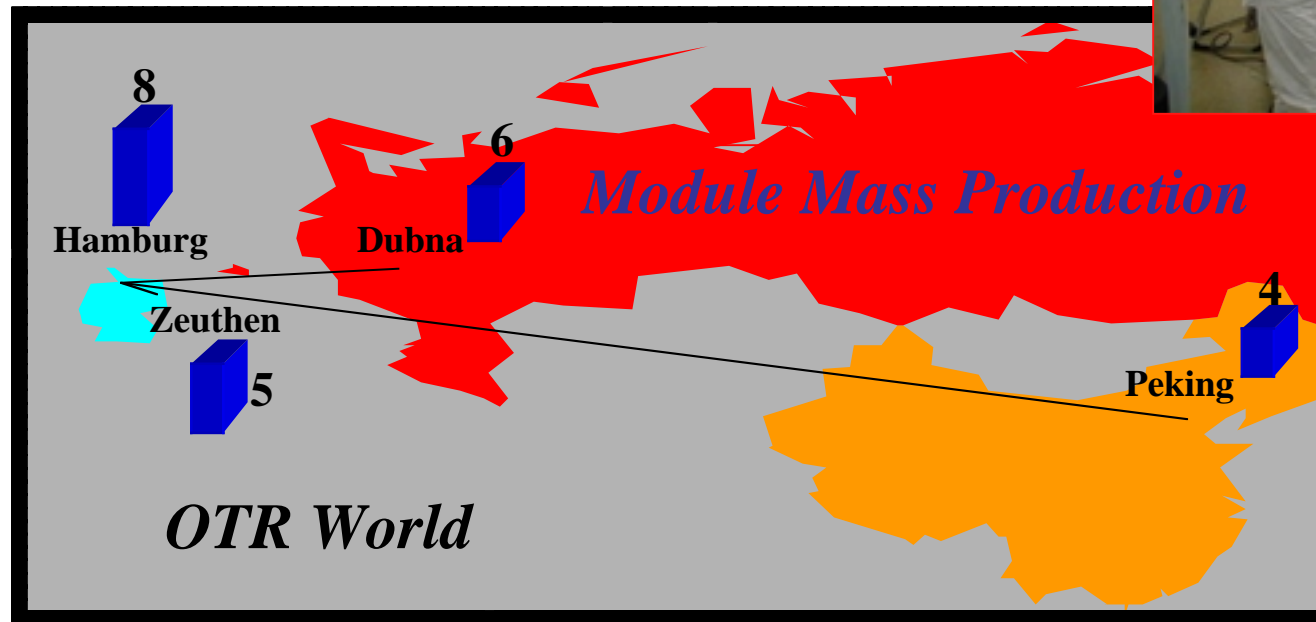 8
6
Module Mass Production
Hamburg
Dubna
4
Zeuthen
5
Peking
OTR World